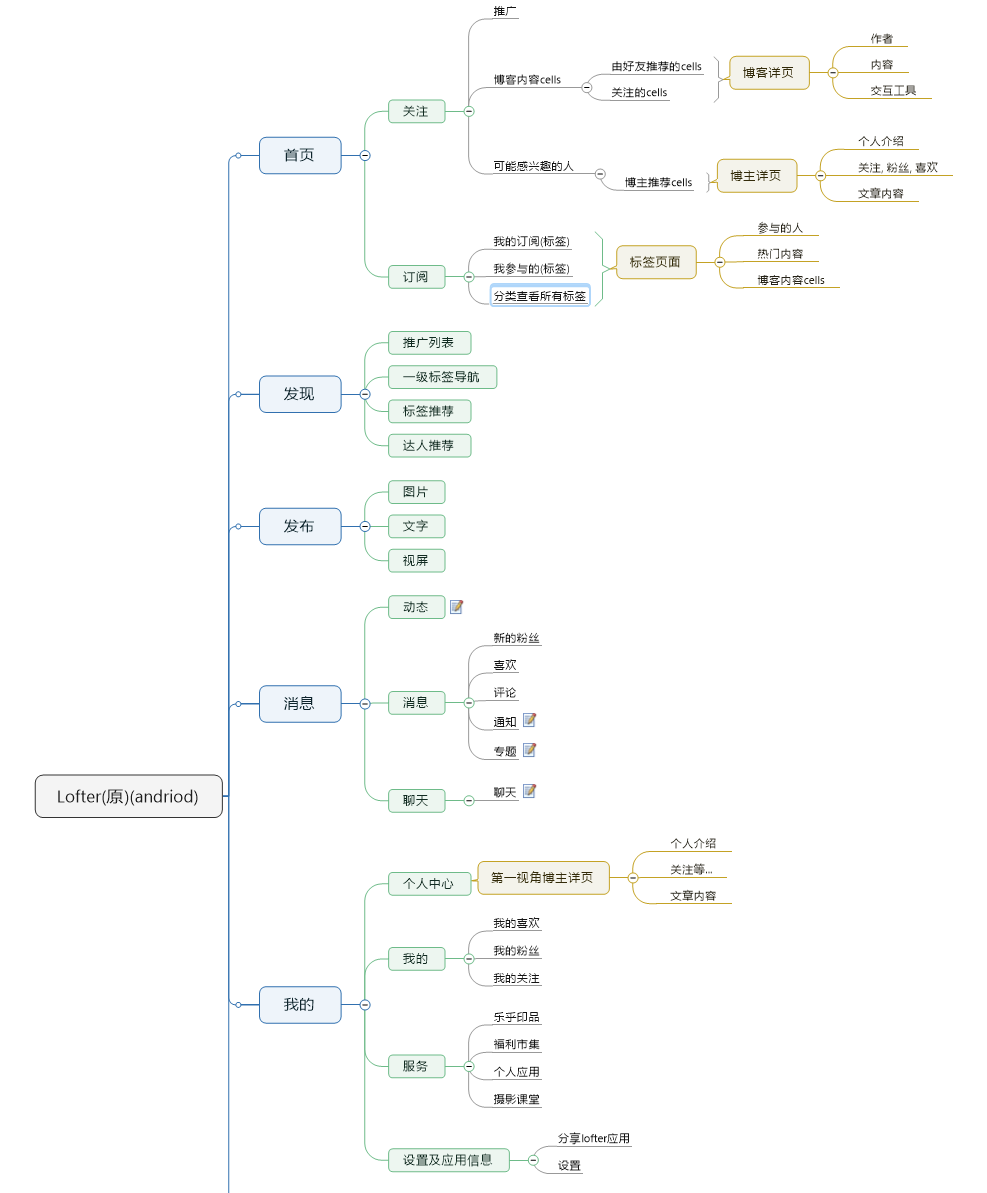 Lofter(原)(andriod)
首页
关注
推广
博客内容cells
由好友推荐的cells
关注的cells
博客详页
作者
内容
交互工具
可能感兴趣的人
博主推荐cells
博主详页
个人介绍
关注, 粉丝, 喜欢
文章内容
订阅
我的订阅(标签)
我参与的(标签)
分类查看所有标签
标签页面
参与的人
热门内容
博客内容cells
发现
推广列表
一级标签导航
标签推荐
达人推荐
发布
图片
文字
视屏
消息
动态
消息
新的粉丝
喜欢
评论
通知
专题
聊天
聊天
我的
个人中心
第一视角博主详页
个人介绍
关注等...
文章内容
我的
我的喜欢
我的粉丝
我的关注
服务
乐乎印品
福利市集
个人应用
摄影课堂
设置及应用信息
分享lofter应用
设置